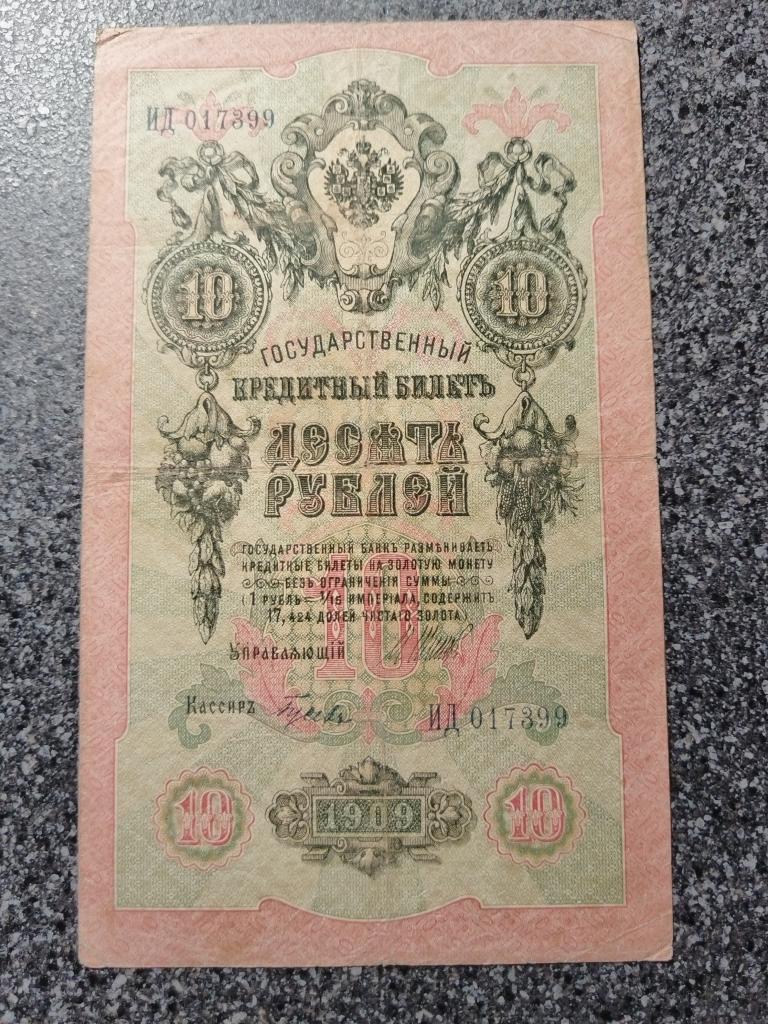 ИД 017399
10 10
ГОСУДАРСТВЕННЫЙ
КРЕДИТНЫЙ БИЛЕТЪ
ДЕСЯТЬ
РУБЛЕЙ
ГОСУДАРСТВЕННЫЙ БАНКЪ РАЗМѢНИВАЕТЪ
КРЕДИТНЫЕ БИЛЕТЫ НА ЗОЛОТУЮ МОНЕТУ
БЕЗЪ ОГРАНИЧЕНІЯ СУММЫ
(1 РУБЛЬ = 1/15 ИМПЕРІАЛА, СОДЕРЖИТЪ
17,424 ДОЛЕЙ ЧИСТАГО ЗОЛОТА)
10
УПРАВЛЯЮЩІЙ
Кассиръ
ИД 017399
10 1909 10